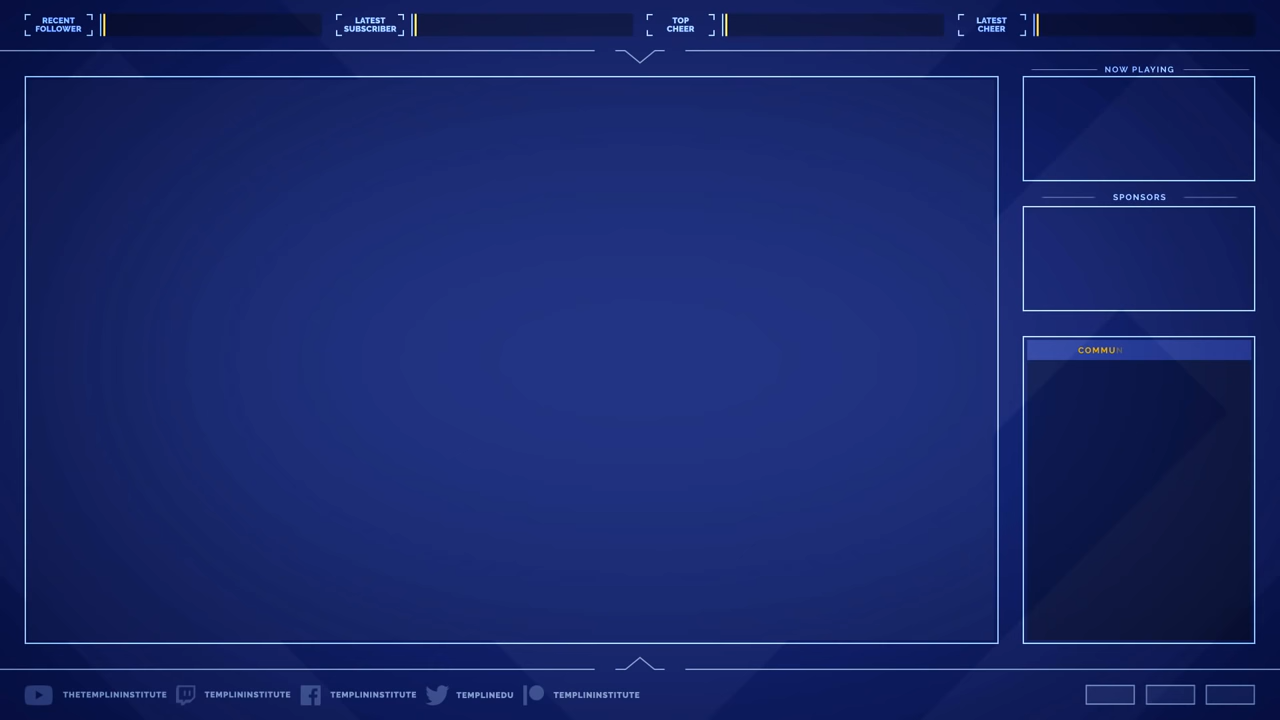 RECENT
FOLLOWER
LATEST
SUBSCRIBER
TOP
CHEER
LATEST
CHEER
NOW PLAYING
SPONSORS
COMMUN
THETEMPLININSTITUTE
TEMPLININSTITUTE
TEMPLININSTITUTE
TEMPLINEDU
TEMPLININSTITUTE